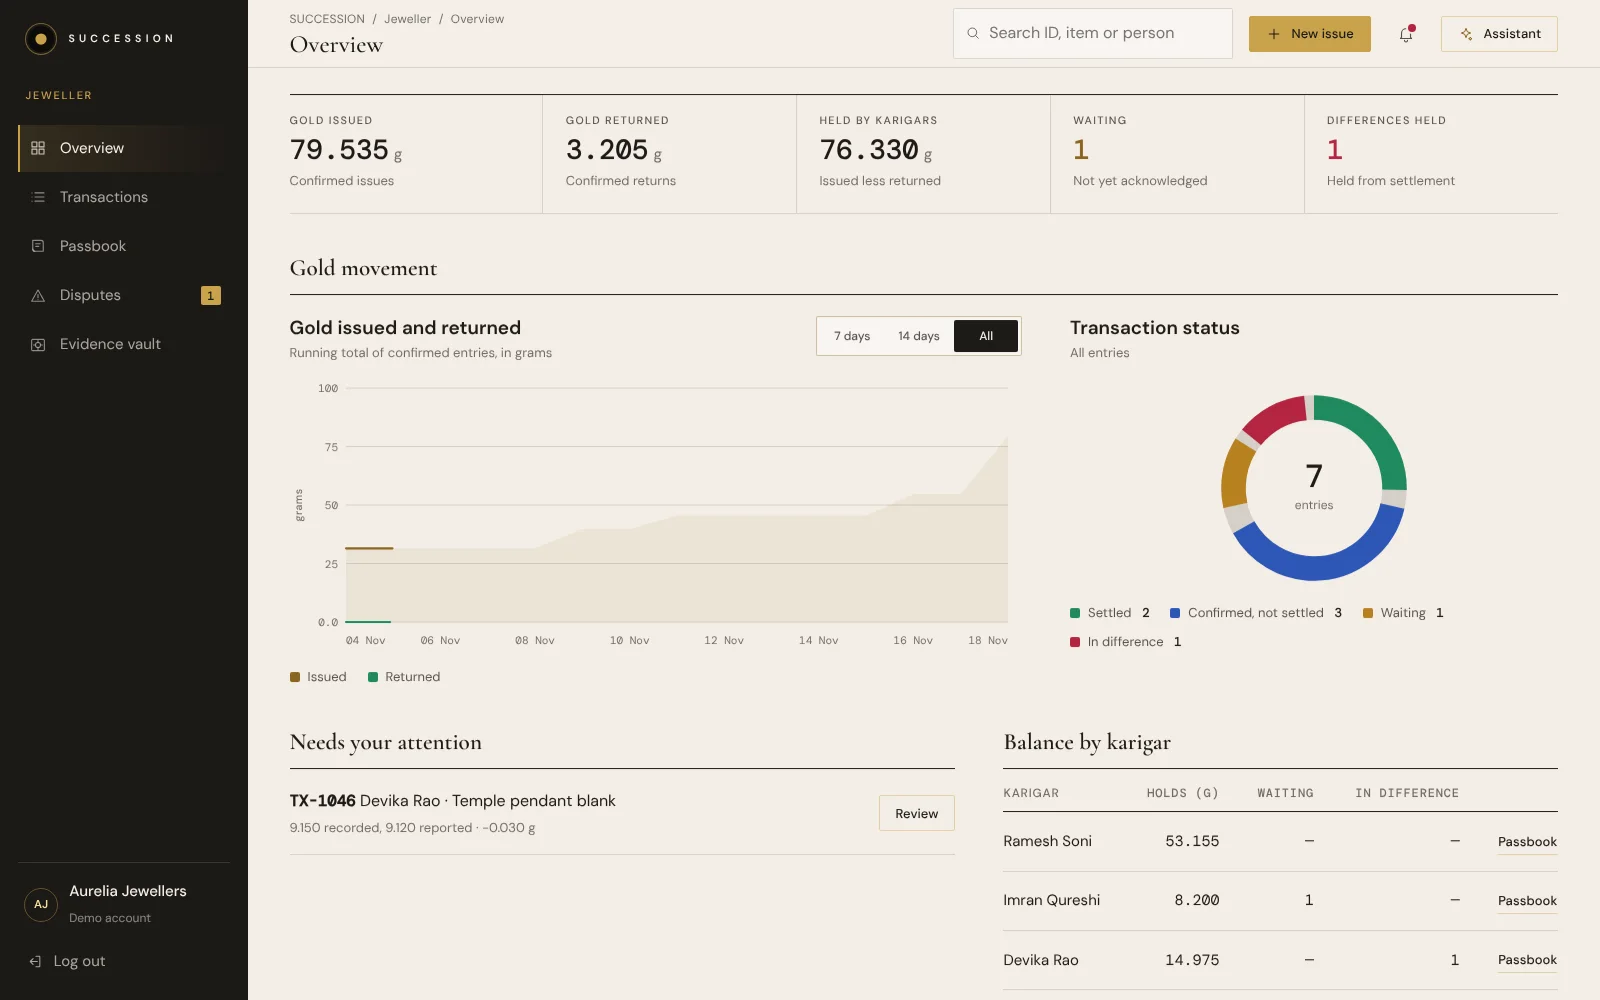 SUCCESSION
JEWELLER
Overview
Transactions
Passbook
Disputes 1
Evidence vault
AJ
Aurelia Jewellers
Demo account
Log out
SUCCESSION / Jeweller / Overview
Overview
Search ID, item or person
New issue
Assistant
GOLD ISSUED
79.535 g
Confirmed issues
GOLD RETURNED
3.205 g
Confirmed returns
HELD BY KARIGARS
76.330 g
Issued less returned
WAITING
1
Not yet acknowledged
DIFFERENCES HELD
1
Held from settlement
Gold movement
Gold issued and returned
Running total of confirmed entries, in grams
7 days 14 days All
100
75
50
25
0.0
grams
04 Nov 06 Nov 08 Nov 10 Nov 12 Nov 14 Nov 16 Nov 18 Nov
Issued Returned
Transaction status
All entries
7
entries
Settled 2 Confirmed, not settled 3 Waiting 1
In difference 1
Needs your attention
TX-1046 Devika Rao · Temple pendant blank
9.150 recorded, 9.120 reported · -0.030 g
Review
Balance by karigar
KARIGAR HOLDS (G) WAITING IN DIFFERENCE
Ramesh Soni 53.155 — — Passbook
Imran Qureshi 8.200 1 — Passbook
Devika Rao 14.975 — 1 Passbook